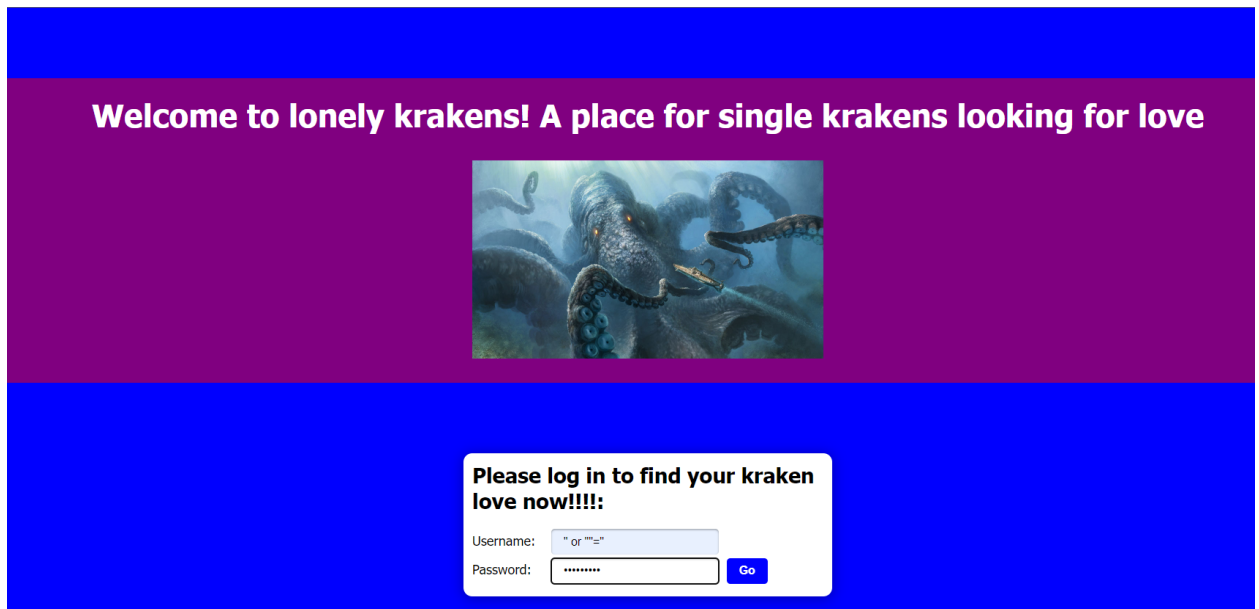 Welcome to lonely krakens! A place for single krakens looking for love
Please log in to find your kraken
love now!!!!:
Username: " or ""="
Password: ••••••••• Go